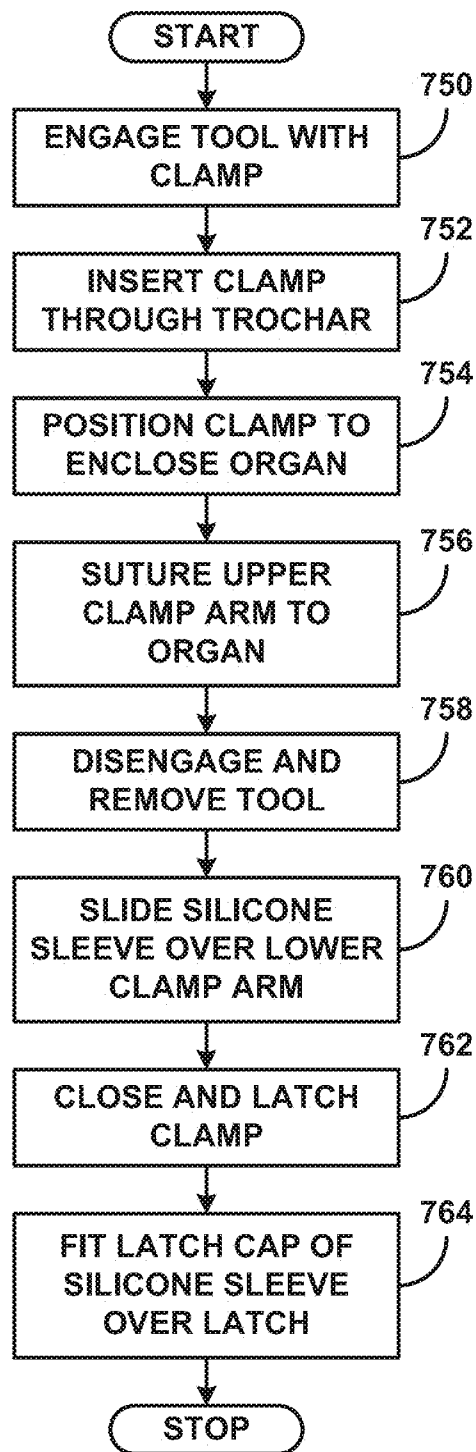 START
750
ENGAGE TOOL WITH
CLAMP
752
INSERT CLAMP
THROUGH TROCHAR
754
POSITION CLAMP TO
ENCLOSE ORGAN
756
SUTURE UPPER
CLAMP ARM TO
ORGAN
758
DISENGAGE AND
REMOVE TOOL
760
SLIDE SILICONE
SLEEVE OVER LOWER
CLAMP ARM
762
CLOSE AND LATCH
CLAMP
764
FIT LATCH CAP OF
SILICONE SLEEVE
OVER LATCH
STOP